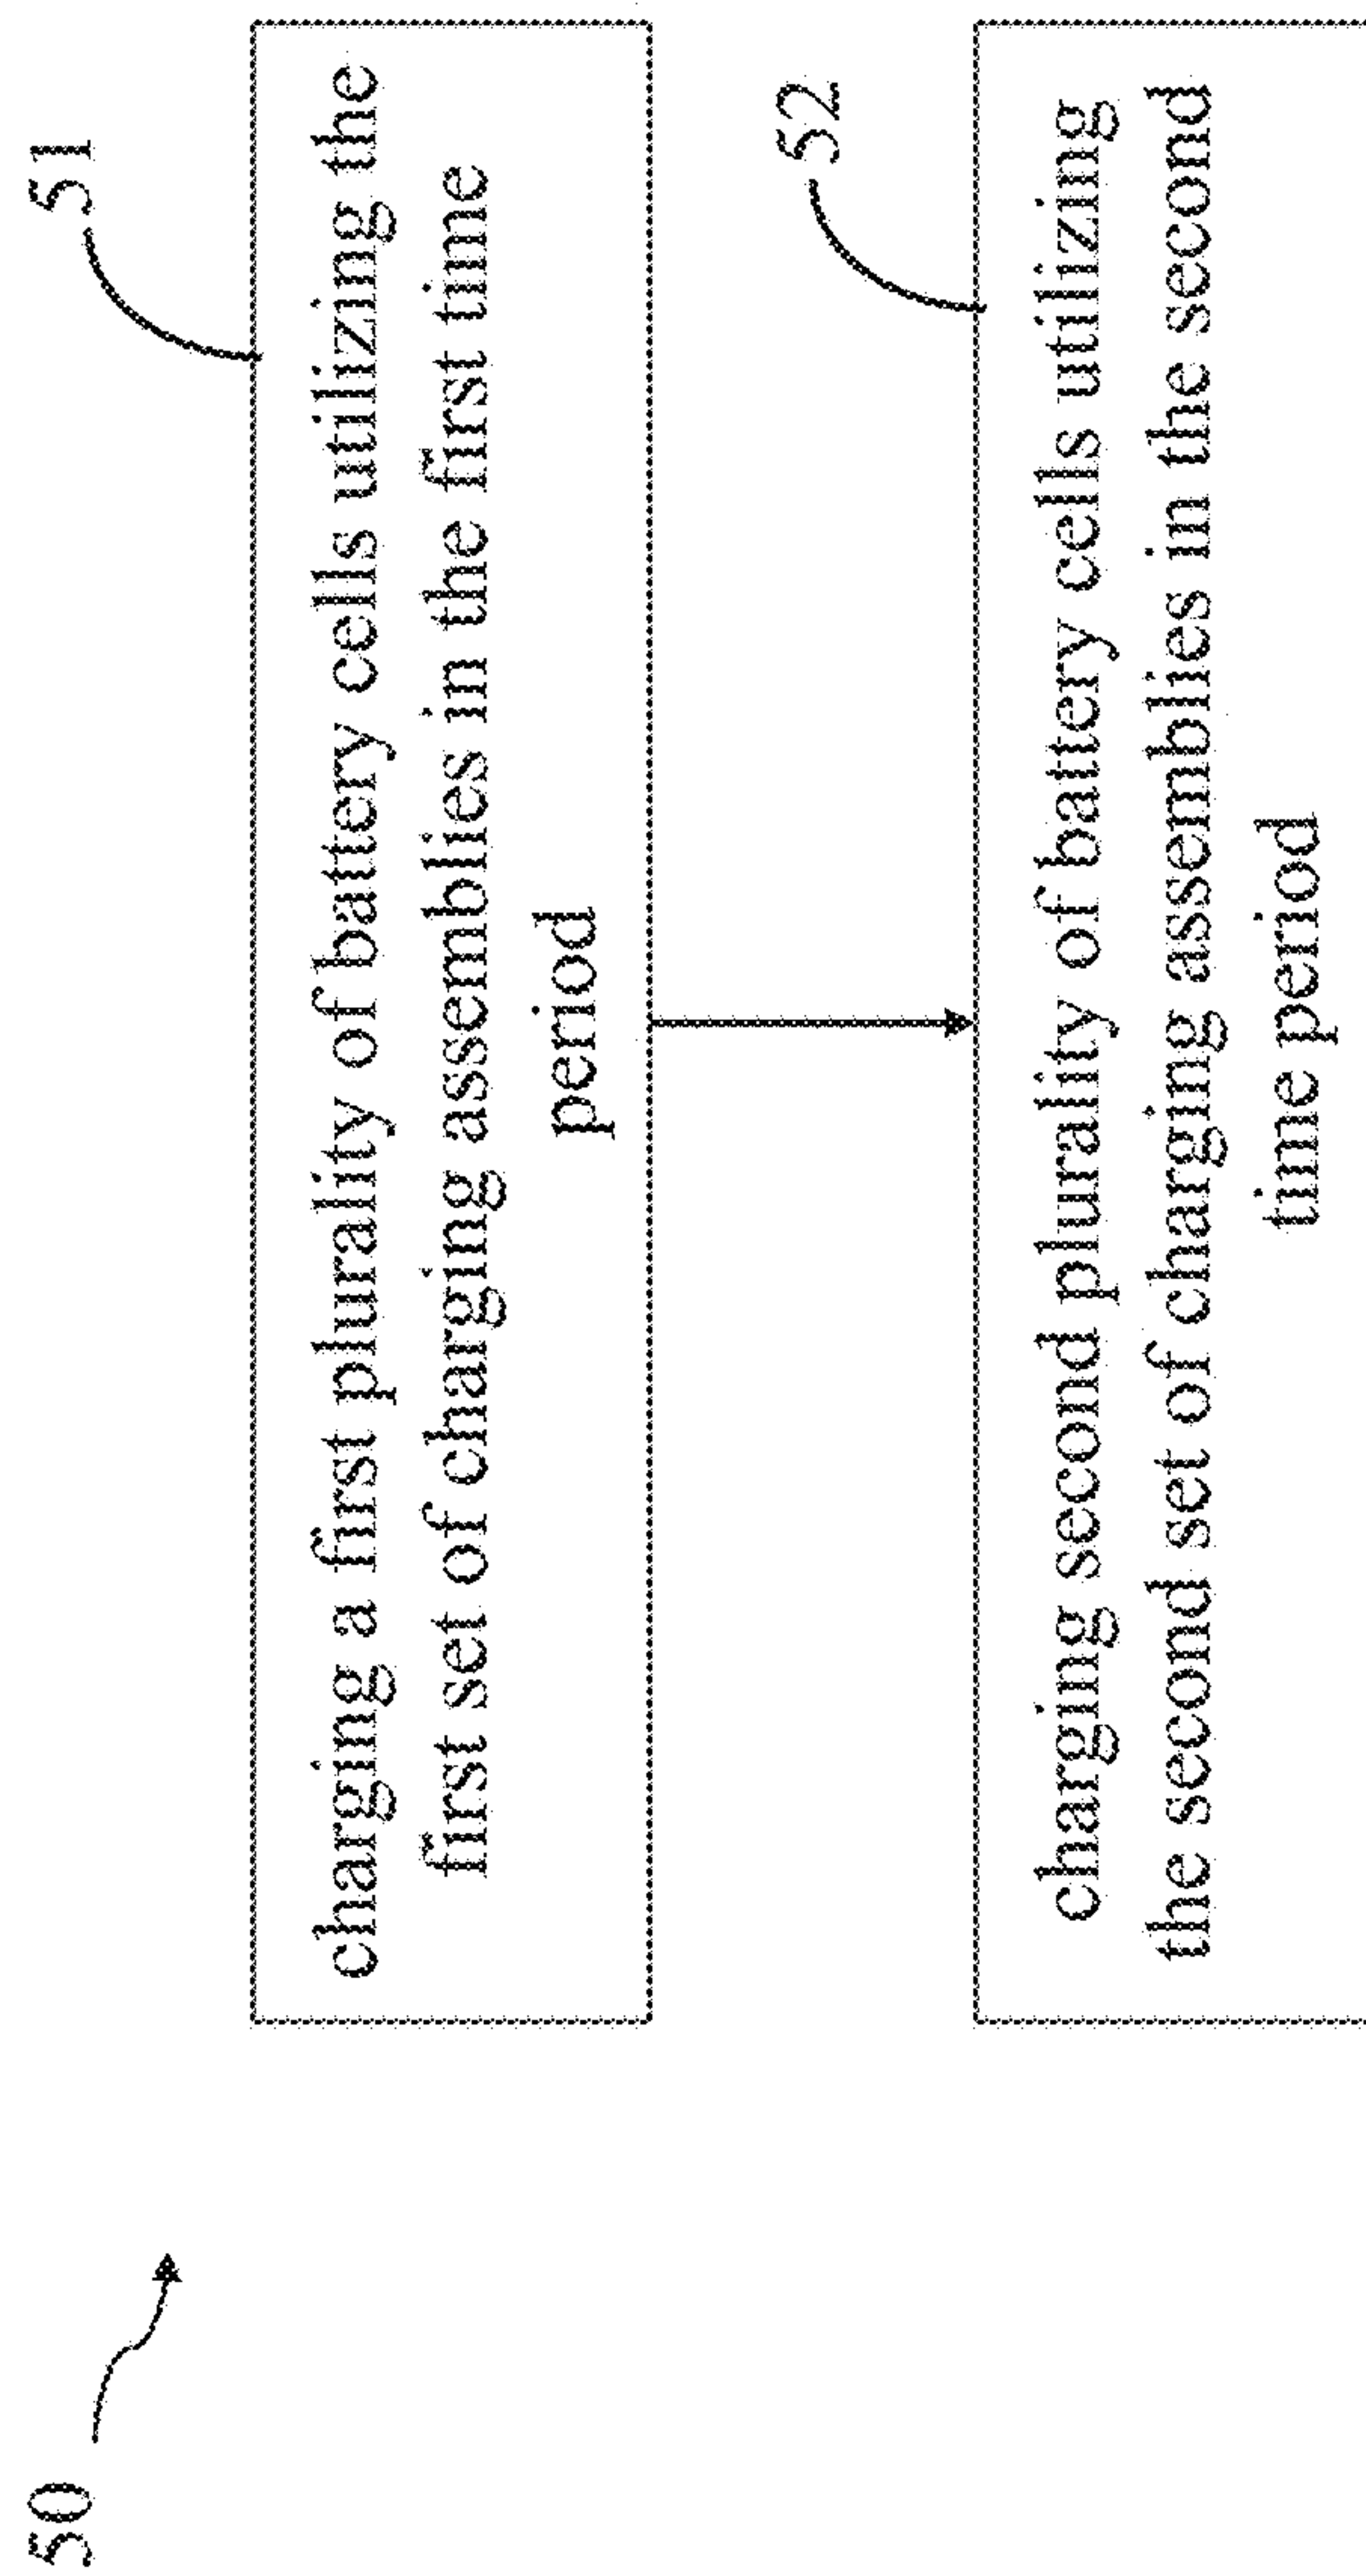 50
51
charging a first plurality of battery cells utilizing the
first set of charging assemblies in the first time
period
52
charging second plurality of battery cells utilizing
the second set of charging assemblies in the second
time period